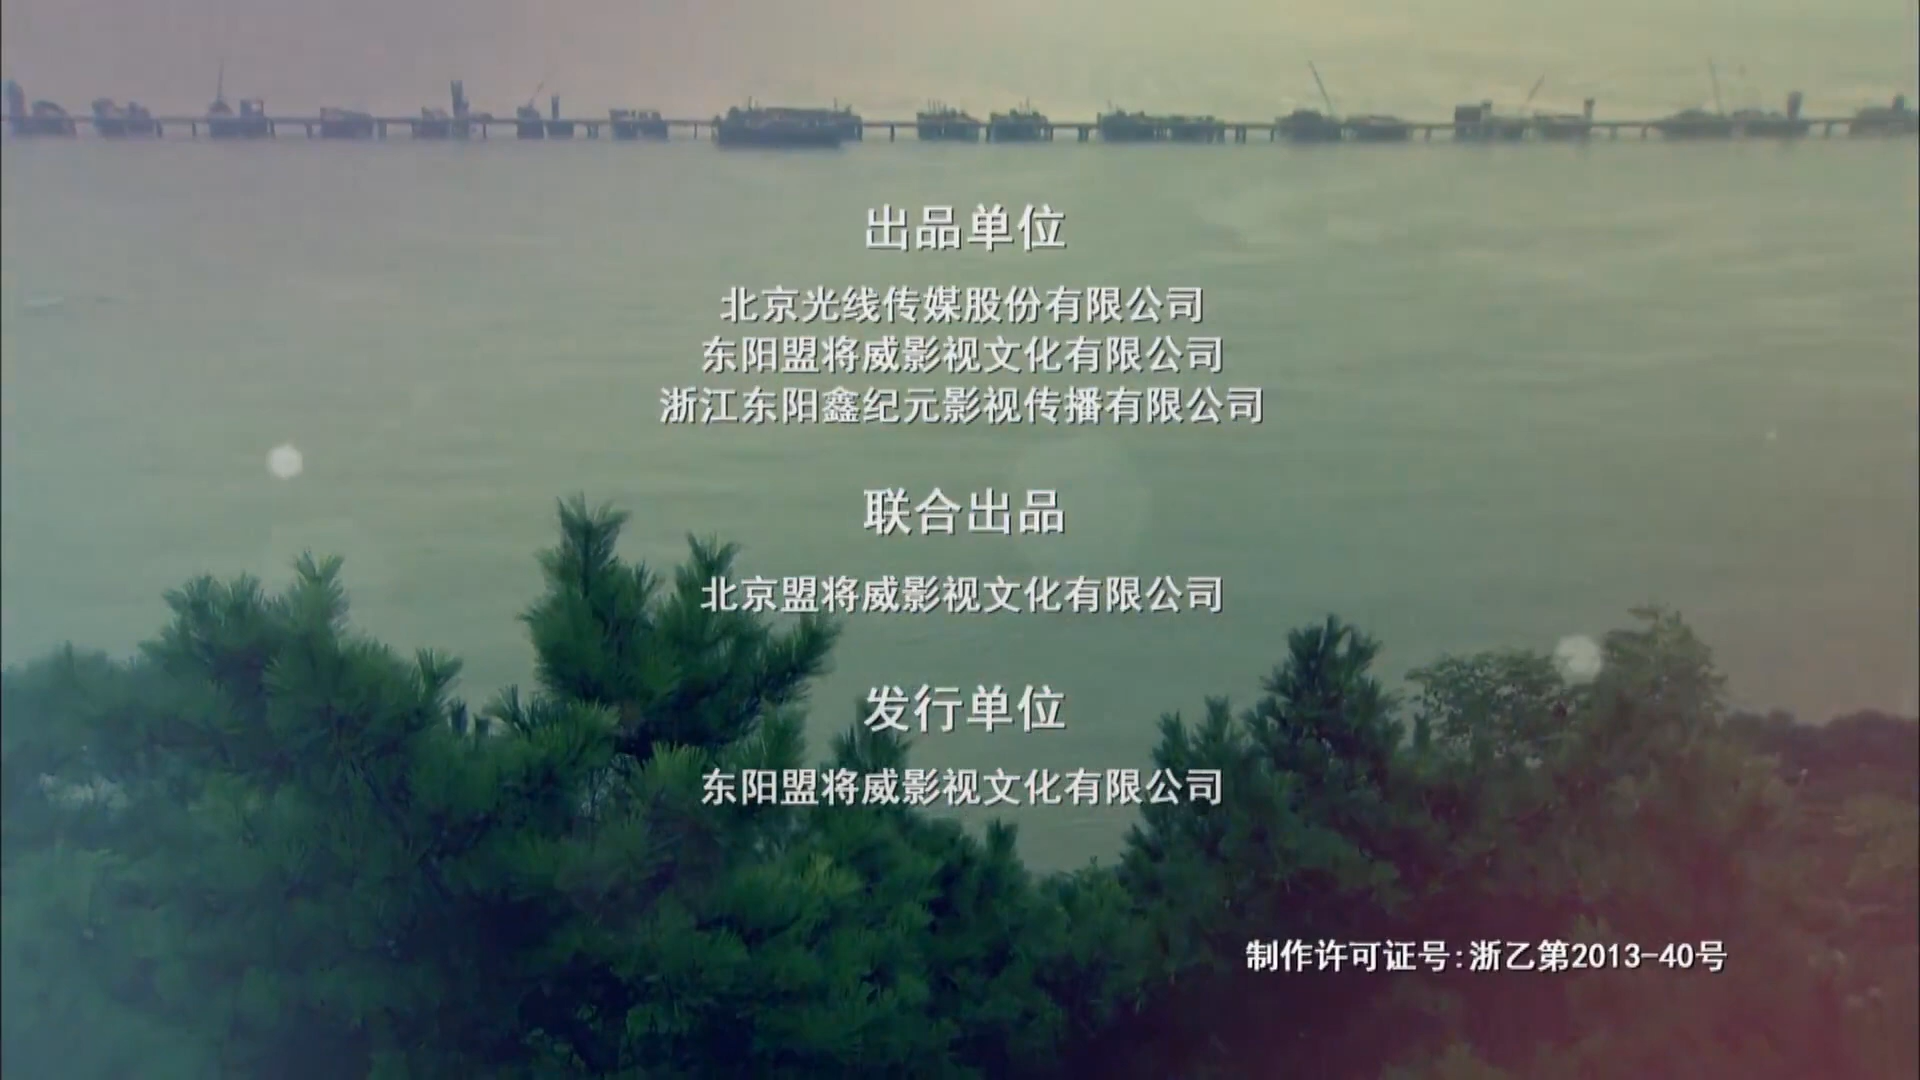 出品单位
北京光线传媒股份有限公司
东阳盟将威影视文化有限公司
浙江东阳鑫纪元影视传播有限公司
联合出品
北京盟将威影视文化有限公司
发行单位
东阳盟将威影视文化有限公司
制作许可证号:浙乙第2013-40号